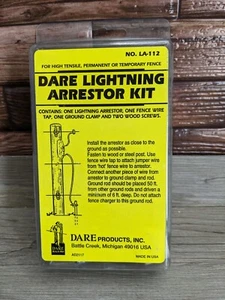 NO. LA-112
FOR HIGH TENSILE, PERMANENT OR TEMPORARY FENCE
DARE LIGHTNING
ARRESTOR KIT
CONTAINS: ONE LIGHTNING ARRESTOR, ONE FENCE WIRE
TAP, ONE GROUND CLAMP AND TWO WOOD SCREWS.
Install the arrestor as close to the
ground as possible.
Fasten to wood or steel post. Use
fence wire tap to attach jumper wire
from "hot" fence wire to arrestor.
Connect another piece of wire from
arrestor to ground clamp and rod.
Ground rod should be placed 50 ft.
from other ground rods and driven a
minimum of 6 ft. deep. Do not attach
fence charger to this ground rod.
DARE
DARE PRODUCTS, INC.
Battle Creek, Michigan 49016 USA
MADE IN USA